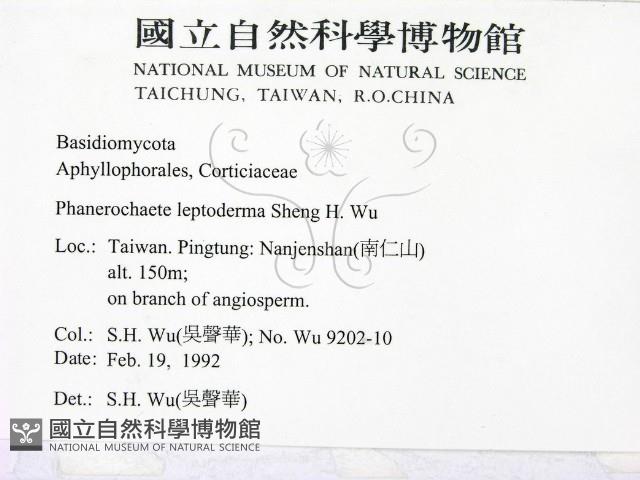 國立自然科學博物館
NATIONAL MUSEUM OF NATURAL SCIENCE
TAICHUNG, TAIWAN, R.O.CHINA
Basidiomycota
Aphyllophorales, Corticiaceae
Phanerochaete leptoderma Sheng H. Wu
Loc.: Taiwan. Pingtung: Nanjenshan(南仁山)
alt. 150m;
on branch of angiosperm.
Col.: S.H. Wu(吳聲華); No. Wu 9202-10
Date: Feb. 19, 1992
Det.: S.H. Wu(吳聲華)
國立自然科學博物館
NATIONAL MUSEUM OF NATURAL SCIENCE